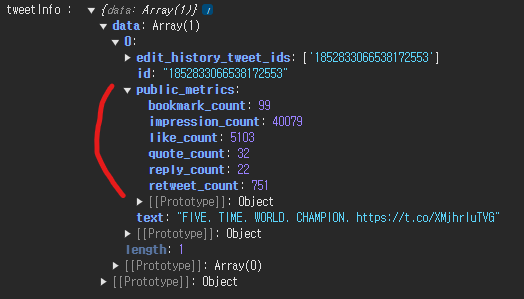 tweetInfo : ▼ {data: Array(1)} i
▼ data: Array(1)
▼ 0:
▶ edit_history_tweet_ids: ['1852833066538172553']
id: "1852833066538172553"
▼ public_metrics:
bookmark_count: 99
impression_count: 40079
like_count: 5103
quote_count: 32
reply_count: 22
retweet_count: 751
▶ [[Prototype]]: Object
text: "FIVE. TIME. WORLD. CHAMPION. https://t.co/XMjhrIuTVG"
▶ [[Prototype]]: Object
length: 1
▶ [[Prototype]]: Array(0)
▶ [[Prototype]]: Object